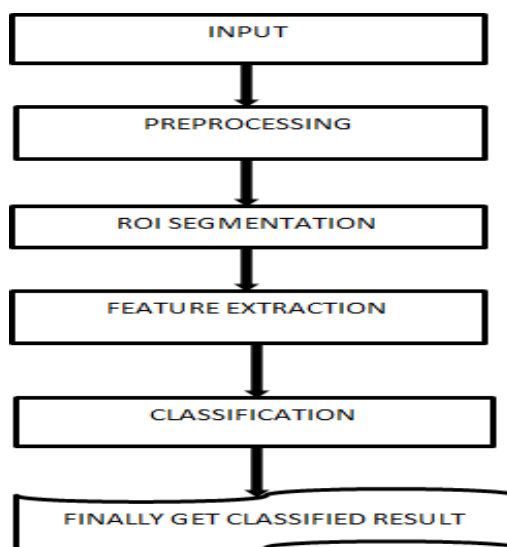 INPUT
PREPROCESSING
ROI SEGMENTATION
FEATURE EXTRACTION
CLASSIFICATION
FINALLY GET CLASSIFIED RESULT